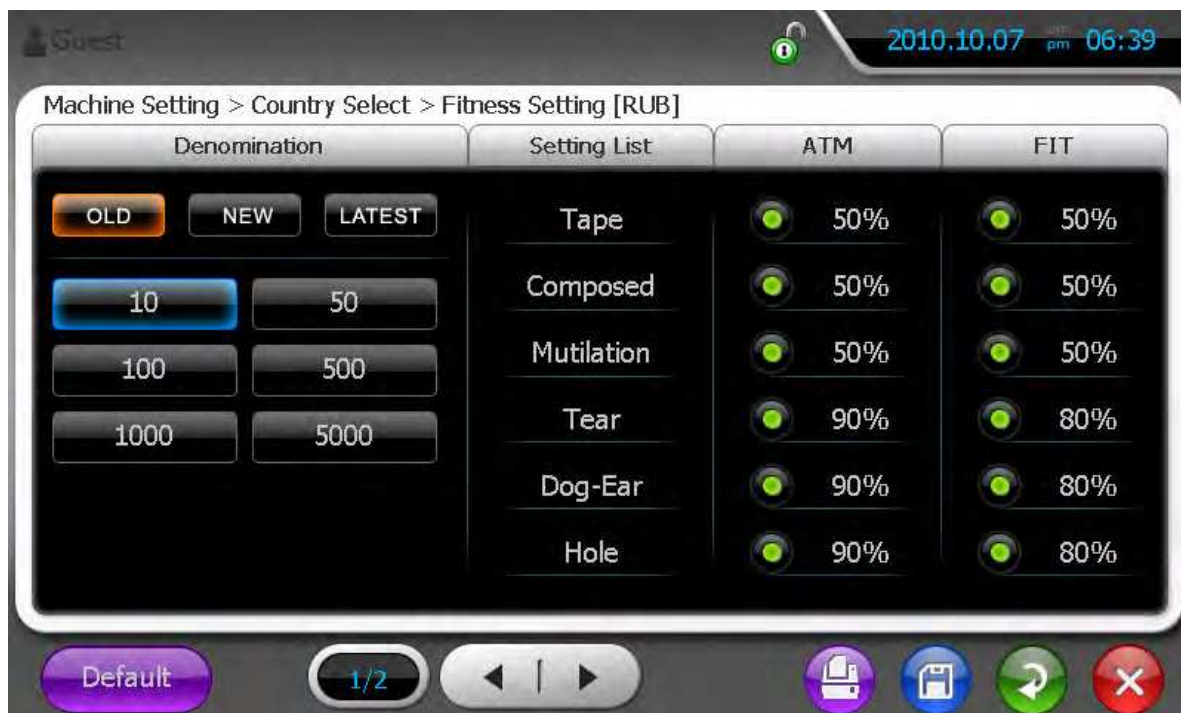 Guest
2010.10.07 pm 06:39
Machine Setting > Country Select > Fitness Setting [RUB]
Denomination Setting List ATM FIT
OLD NEW LATEST Tape 50% 50%
10 50 Composed 50% 50%
100 500 Mutilation 50% 50%
1000 5000 Tear 90% 80%
Dog-Ear 90% 80%
Hole 90% 80%
Default 1/2